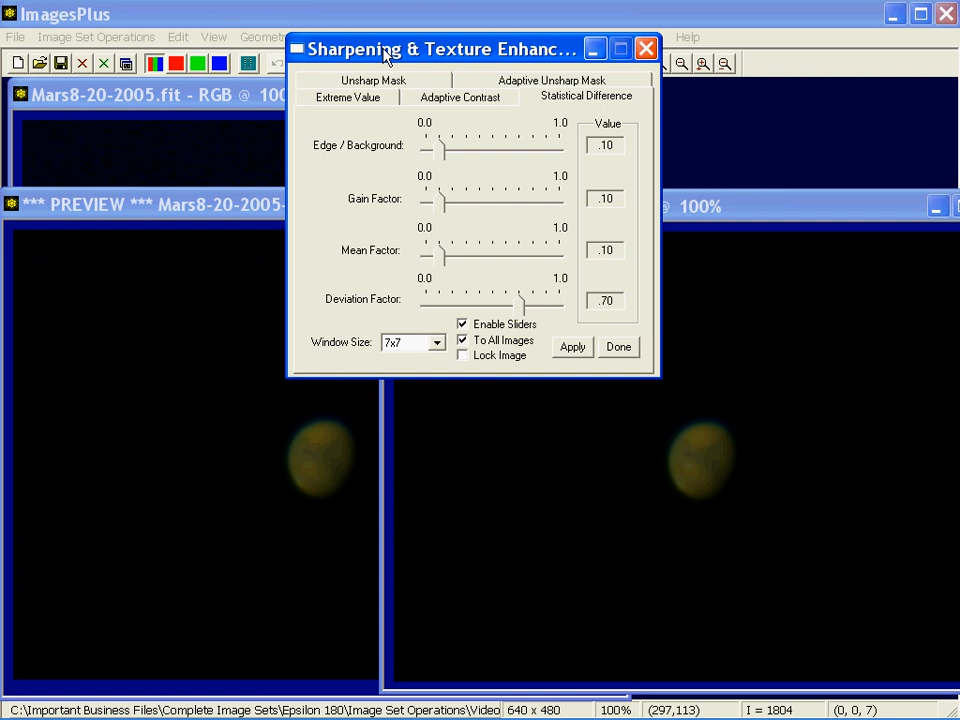 ImagesPlus
File Image Set Operations Edit View Geomet Help
Sharpening & Texture Enhanc...
Unsharp Mask Adaptive Unsharp Mask
Extreme Value Adaptive Contrast Statistical Difference
Mars8-20-2005.fit - RGB @ 100
0.0 1.0 Value
Edge / Background: .10
0.0 1.0
Gain Factor: .10
0.0 1.0
Mean Factor: .10
0.0 1.0
Deviation Factor: .70
Enable Sliders
Window Size: 7x7 To All Images Apply Done
Lock Image
*** PREVIEW *** Mars8-20-2005- @ 100%
C:\Important Business Files\Complete Image Sets\Epsilon 180\Image Set Operations\Video 640 x 480 100% (297,113) I = 1804 (0, 0, 7)